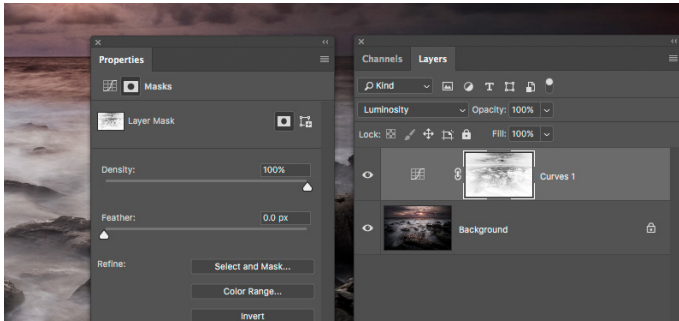 Properties
Masks
Layer Mask
Density:
100%
Feather:
0.0 px
Refine:
Select and Mask...
Color Range...
Invert
Channels Layers
Kind
Luminosity Opacity: 100%
Lock: Fill: 100%
Curves 1
Background